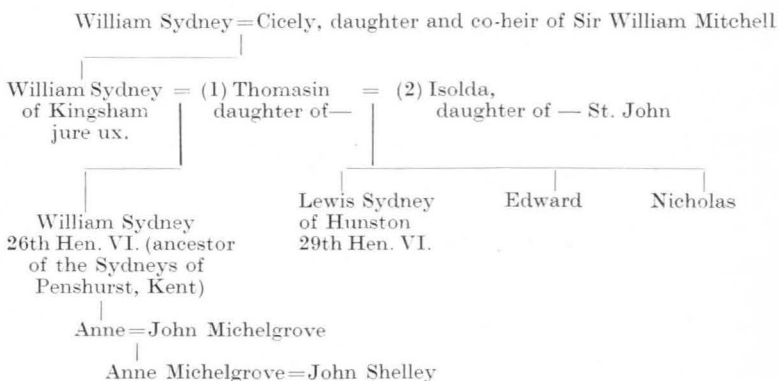 William Sydney=Cicely, daughter and co-heir of Sir William Mitchell
William Sydney = (1) Thomasin = (2) Isolda,
of Kingsham daughter of— daughter of — St. John
jure ux.
Lewis Sydney Edward Nicholas
William Sydney of Hunston
26th Hen. VI. (ancestor 29th Hen. VI.
of the Sydneys of
Penshurst, Kent)
Anne=John Michelgrove
Anne Michelgrove=John Shelley